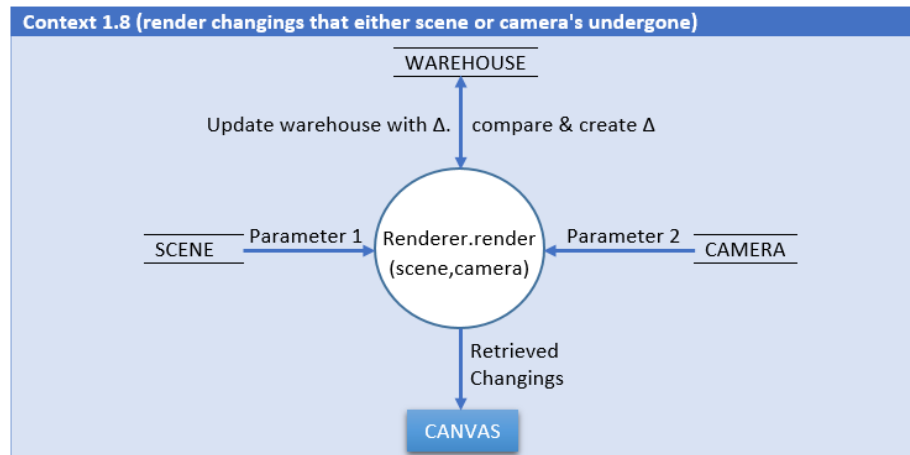 Context 1.8 (render changings that either scene or camera's undergone)
WAREHOUSE
Update warehouse with Δ. compare & create Δ
Parameter 1
Parameter 2
SCENE
Renderer.render
(scene,camera)
CAMERA
Retrieved
Changings
CANVAS